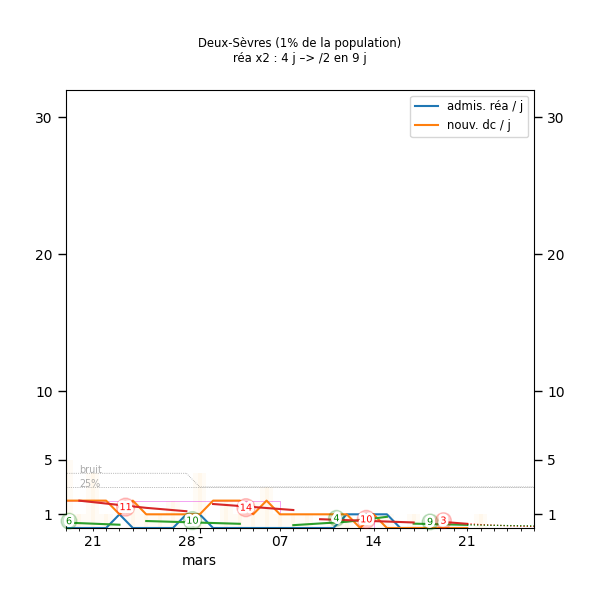 Deux-Sèvres (1% de la population)
réa x2 : 4 j –> /2 en 9 j
admis. réa / j
nouv. dc / j
30 30
20 20
10 10
5 5
bruit
25%
1 1
6 11 10 14 4 10 9 3
21 28 - 07 14 21
mars